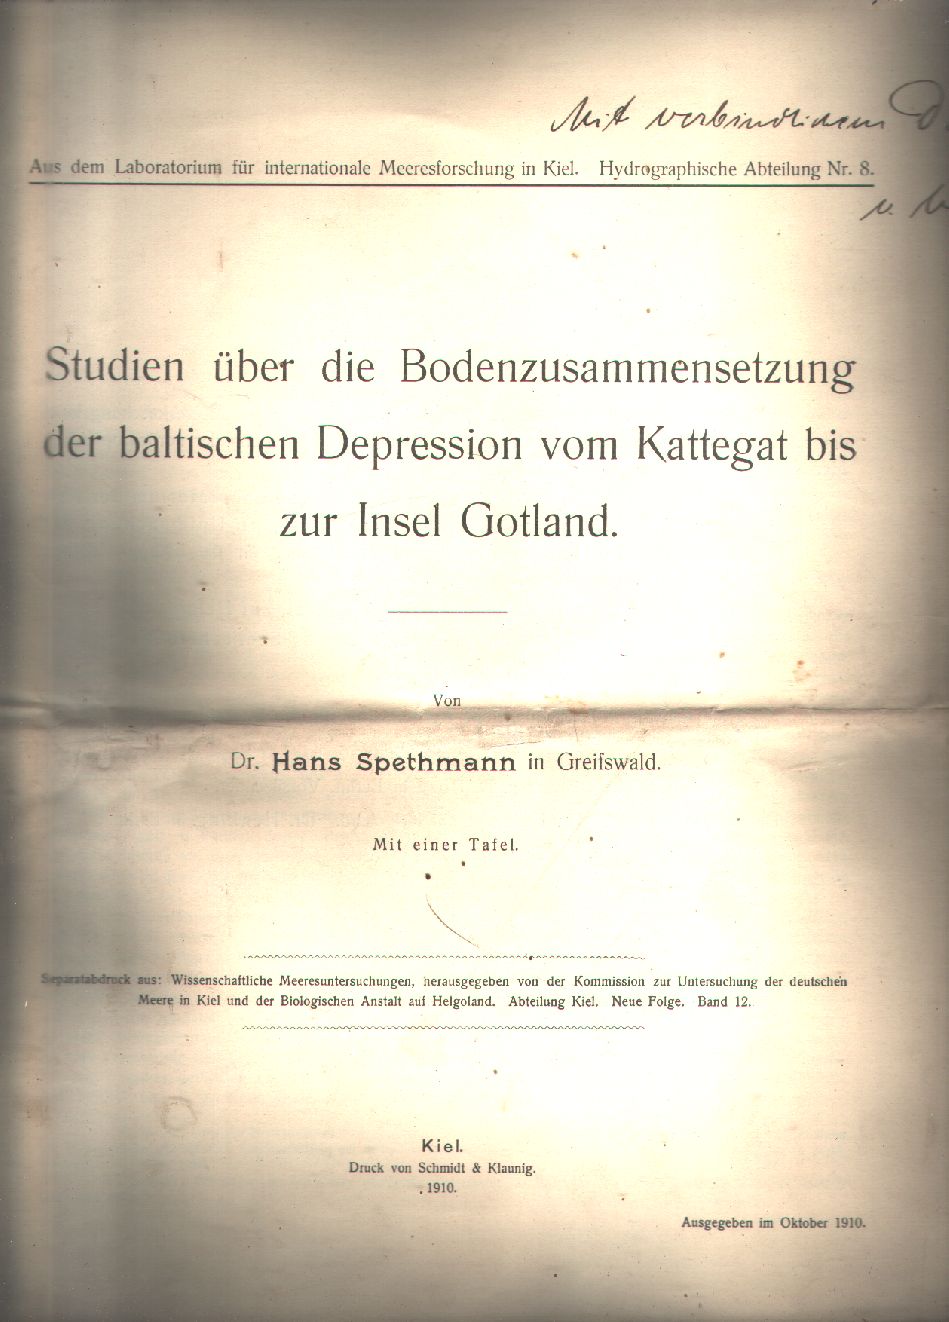 Mit verbindlichem D
Aus dem Laboratorium für internationale Meeresforschung in Kiel. Hydrographische Abteilung Nr. 8.
u.
Studien über die Bodenzusammensetzung
der baltischen Depression vom Kattegat bis
zur Insel Gotland.
Von
Dr. Hans Spethmann in Greifswald.
Mit einer Tafel.
Separatabdruck aus: Wissenschaftliche Meeresuntersuchungen, herausgegeben von der Kommission zur Untersuchung der deutschen
Meere in Kiel und der Biologischen Anstalt auf Helgoland. Abteilung Kiel. Neue Folge. Band 12.
Kiel.
Druck von Schmidt & Klaunig.
1910.
Ausgegeben im Oktober 1910.